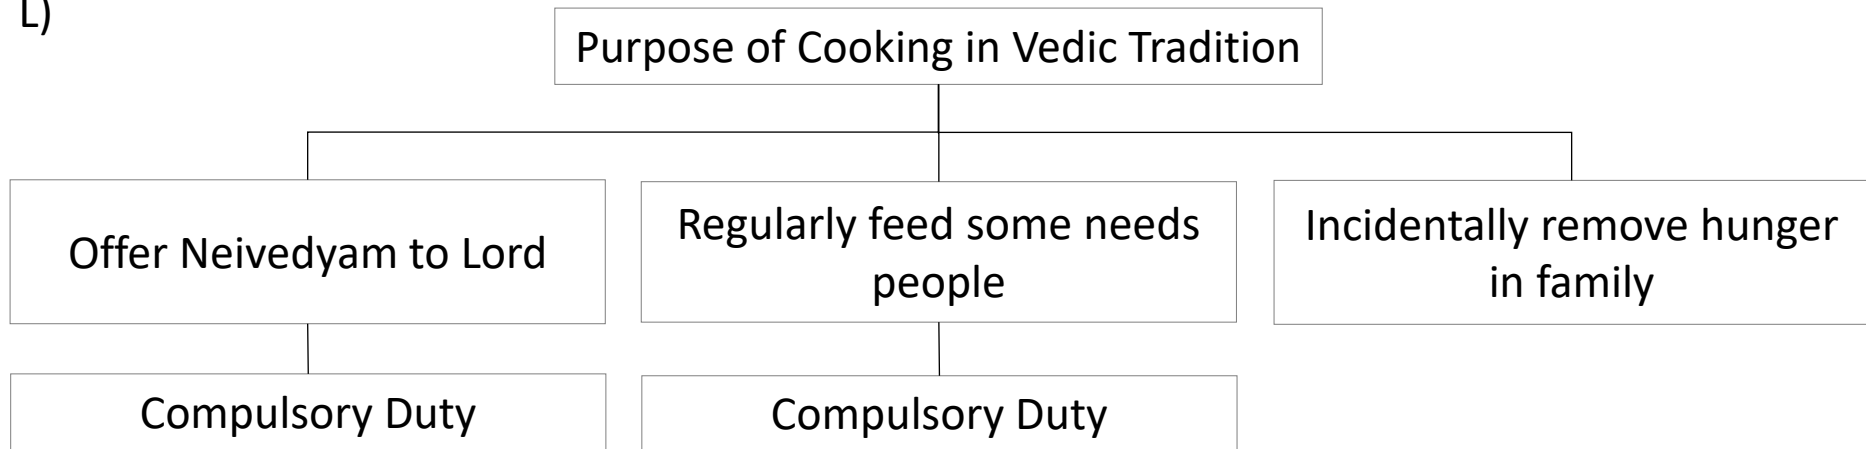 L)
Purpose of Cooking in Vedic Tradition
Offer Neivedyam to Lord
Regularly feed some needs
people
Incidentally remove hunger
in family
Compulsory Duty
Compulsory Duty